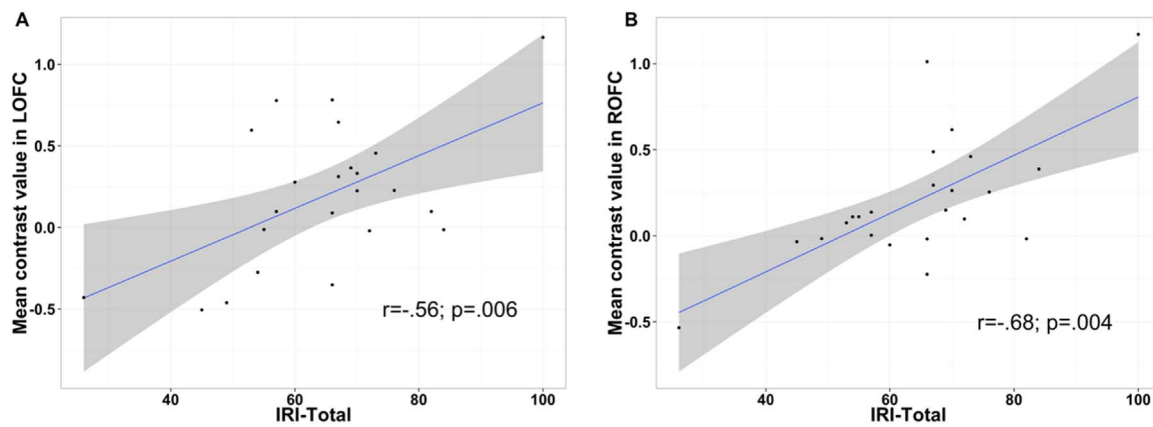 A
Mean contrast value in LOFC
1.0
0.5
0.0
-0.5
r=-.56; p=.006
40 60 80 100
IRI-Total
B
Mean contrast value in ROFC
1.0
0.5
0.0
-0.5
r=-.68; p=.004
40 60 80 100
IRI-Total